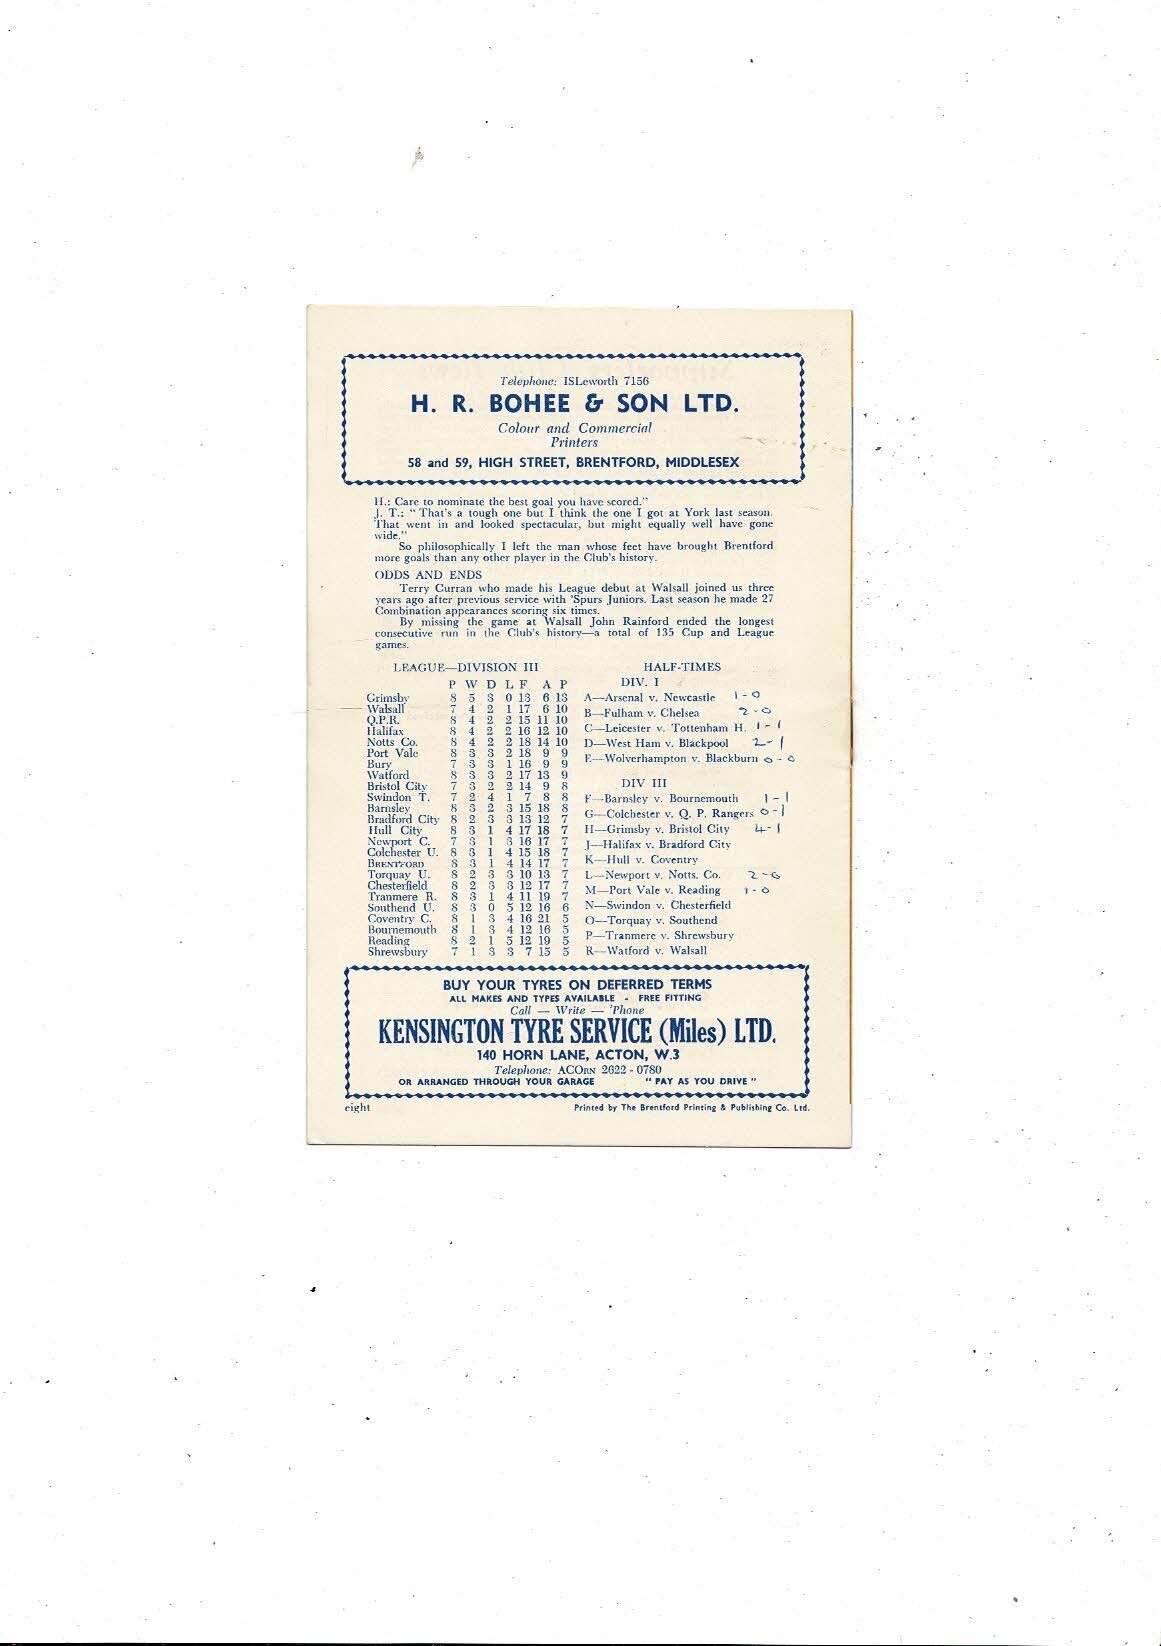 Telephone: ISLeworth 7156
H. R. BOHEE & SON LTD.
Colour and Commercial
Printers
58 and 59, HIGH STREET, BRENTFORD, MIDDLESEX
H.: Care to nominate the best goal you have scored."
J. T.: " That's a tough one but I think the one I got at York last season.
That went in and looked spectacular, but might equally well have gone
wide."
So philosophically I left the man whose feet have brought Brentford
more goals than any other player in the Club's history.
ODDS AND ENDS
Terry Curran who made his League debut at Walsall joined us three
years ago after previous service with 'Spurs Juniors. Last season he made 27
Combination appearances scoring six times.
By missing the game at Walsall John Rainford ended the longest
consecutive run in the Club's history—a total of 135 Cup and League
games.
LEAGUE—DIVISION III
P W D L F A P
Grimsby 8 5 3 0 13 6 13
Walsall 7 4 2 1 17 6 10
Q.P.R. 8 4 2 2 15 11 10
Halifax 8 4 2 2 16 12 10
Notts Co. 8 4 2 2 18 14 10
Port Vale 8 3 3 2 18 9 9
Bury 7 3 3 1 16 9 9
Watford 8 3 3 2 17 13 9
Bristol City 7 3 2 2 14 9 8
Swindon T. 7 2 4 1 7 8 8
Barnsley 8 3 2 3 15 18 8
Bradford City 8 2 3 3 13 12 7
Hull City 8 3 1 4 17 18 7
Newport C. 7 3 1 3 16 17 7
Colchester U. 8 3 1 4 15 18 7
BRENTFORD 8 3 1 4 14 17 7
Torquay U. 8 2 3 3 10 13 7
Chesterfield 8 2 3 3 12 17 7
Tranmere R. 8 3 1 4 11 19 7
Southend U. 8 3 0 5 12 16 6
Coventry C. 8 1 3 4 16 21 5
Bournemouth 8 1 3 4 12 16 5
Reading 8 2 1 5 12 19 5
Shrewsbury 7 1 3 3 7 15 5
HALF-TIMES
DIV. I
A—Arsenal v. Newcastle 1-0
B—Fulham v. Chelsea 2-0
C—Leicester v. Tottenham H. 1-1
D—West Ham v. Blackpool 2-1
E—Wolverhampton v. Blackburn 0-0
DIV III
F—Barnsley v. Bournemouth 1-1
G—Colchester v. Q. P. Rangers 0-1
H—Grimsby v. Bristol City 4-1
J—Halifax v. Bradford City
K—Hull v. Coventry
L—Newport v. Notts. Co. 2-0
M—Port Vale v. Reading 1-0
N—Swindon v. Chesterfield
O—Torquay v. Southend
P—Tranmere v. Shrewsbury
R—Watford v. Walsall
BUY YOUR TYRES ON DEFERRED TERMS
ALL MAKES AND TYPES AVAILABLE - FREE FITTING
Call — Write — 'Phone
KENSINGTON TYRE SERVICE (Miles) LTD.
140 HORN LANE, ACTON, W.3
Telephone: ACORN 2622 - 0780
OR ARRANGED THROUGH YOUR GARAGE " PAY AS YOU DRIVE "
eight
Printed by The Brentford Printing & Publishing Co. Ltd.